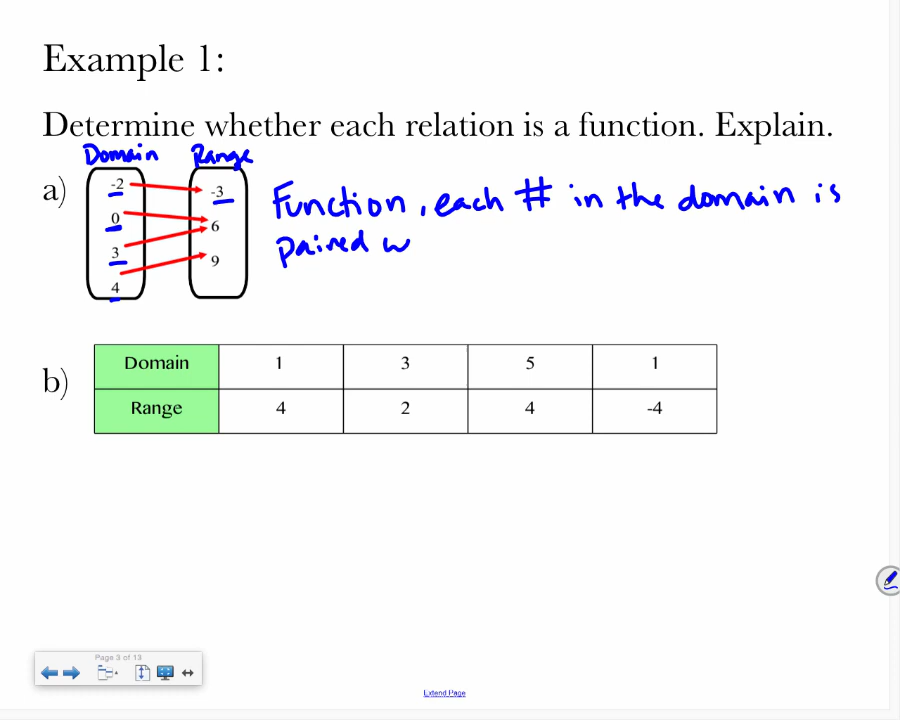 Example 1:
Determine whether each relation is a function. Explain.
Domain Range
a)
-2 -3
0 6
3 9
4
Function, each # in the domain is
paired w
b)
Domain 1 3 5 1
Range 4 2 4 -4
Page 3 of 13
Extend Page